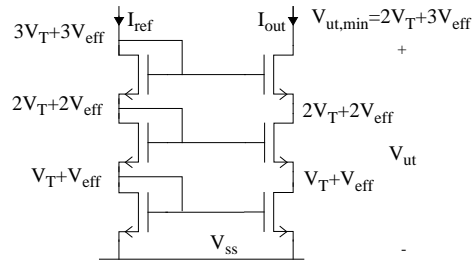 I_ref
I_out
V_ut,min=2V_T+3V_eff
3V_T+3V_eff
+
2V_T+2V_eff
2V_T+2V_eff
V_ut
V_T+V_eff
V_T+V_eff
V_ss
-